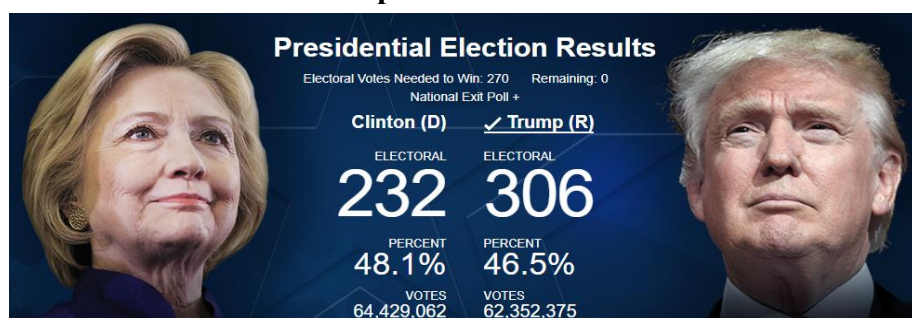 Presidential Election Results
Electoral Votes Needed to Win: 270 Remaining: 0
National Exit Poll +
Clinton (D) ✓ Trump (R)
ELECTORAL ELECTORAL
232 306
PERCENT PERCENT
48.1% 46.5%
VOTES VOTES
64,429,062 62,352,375